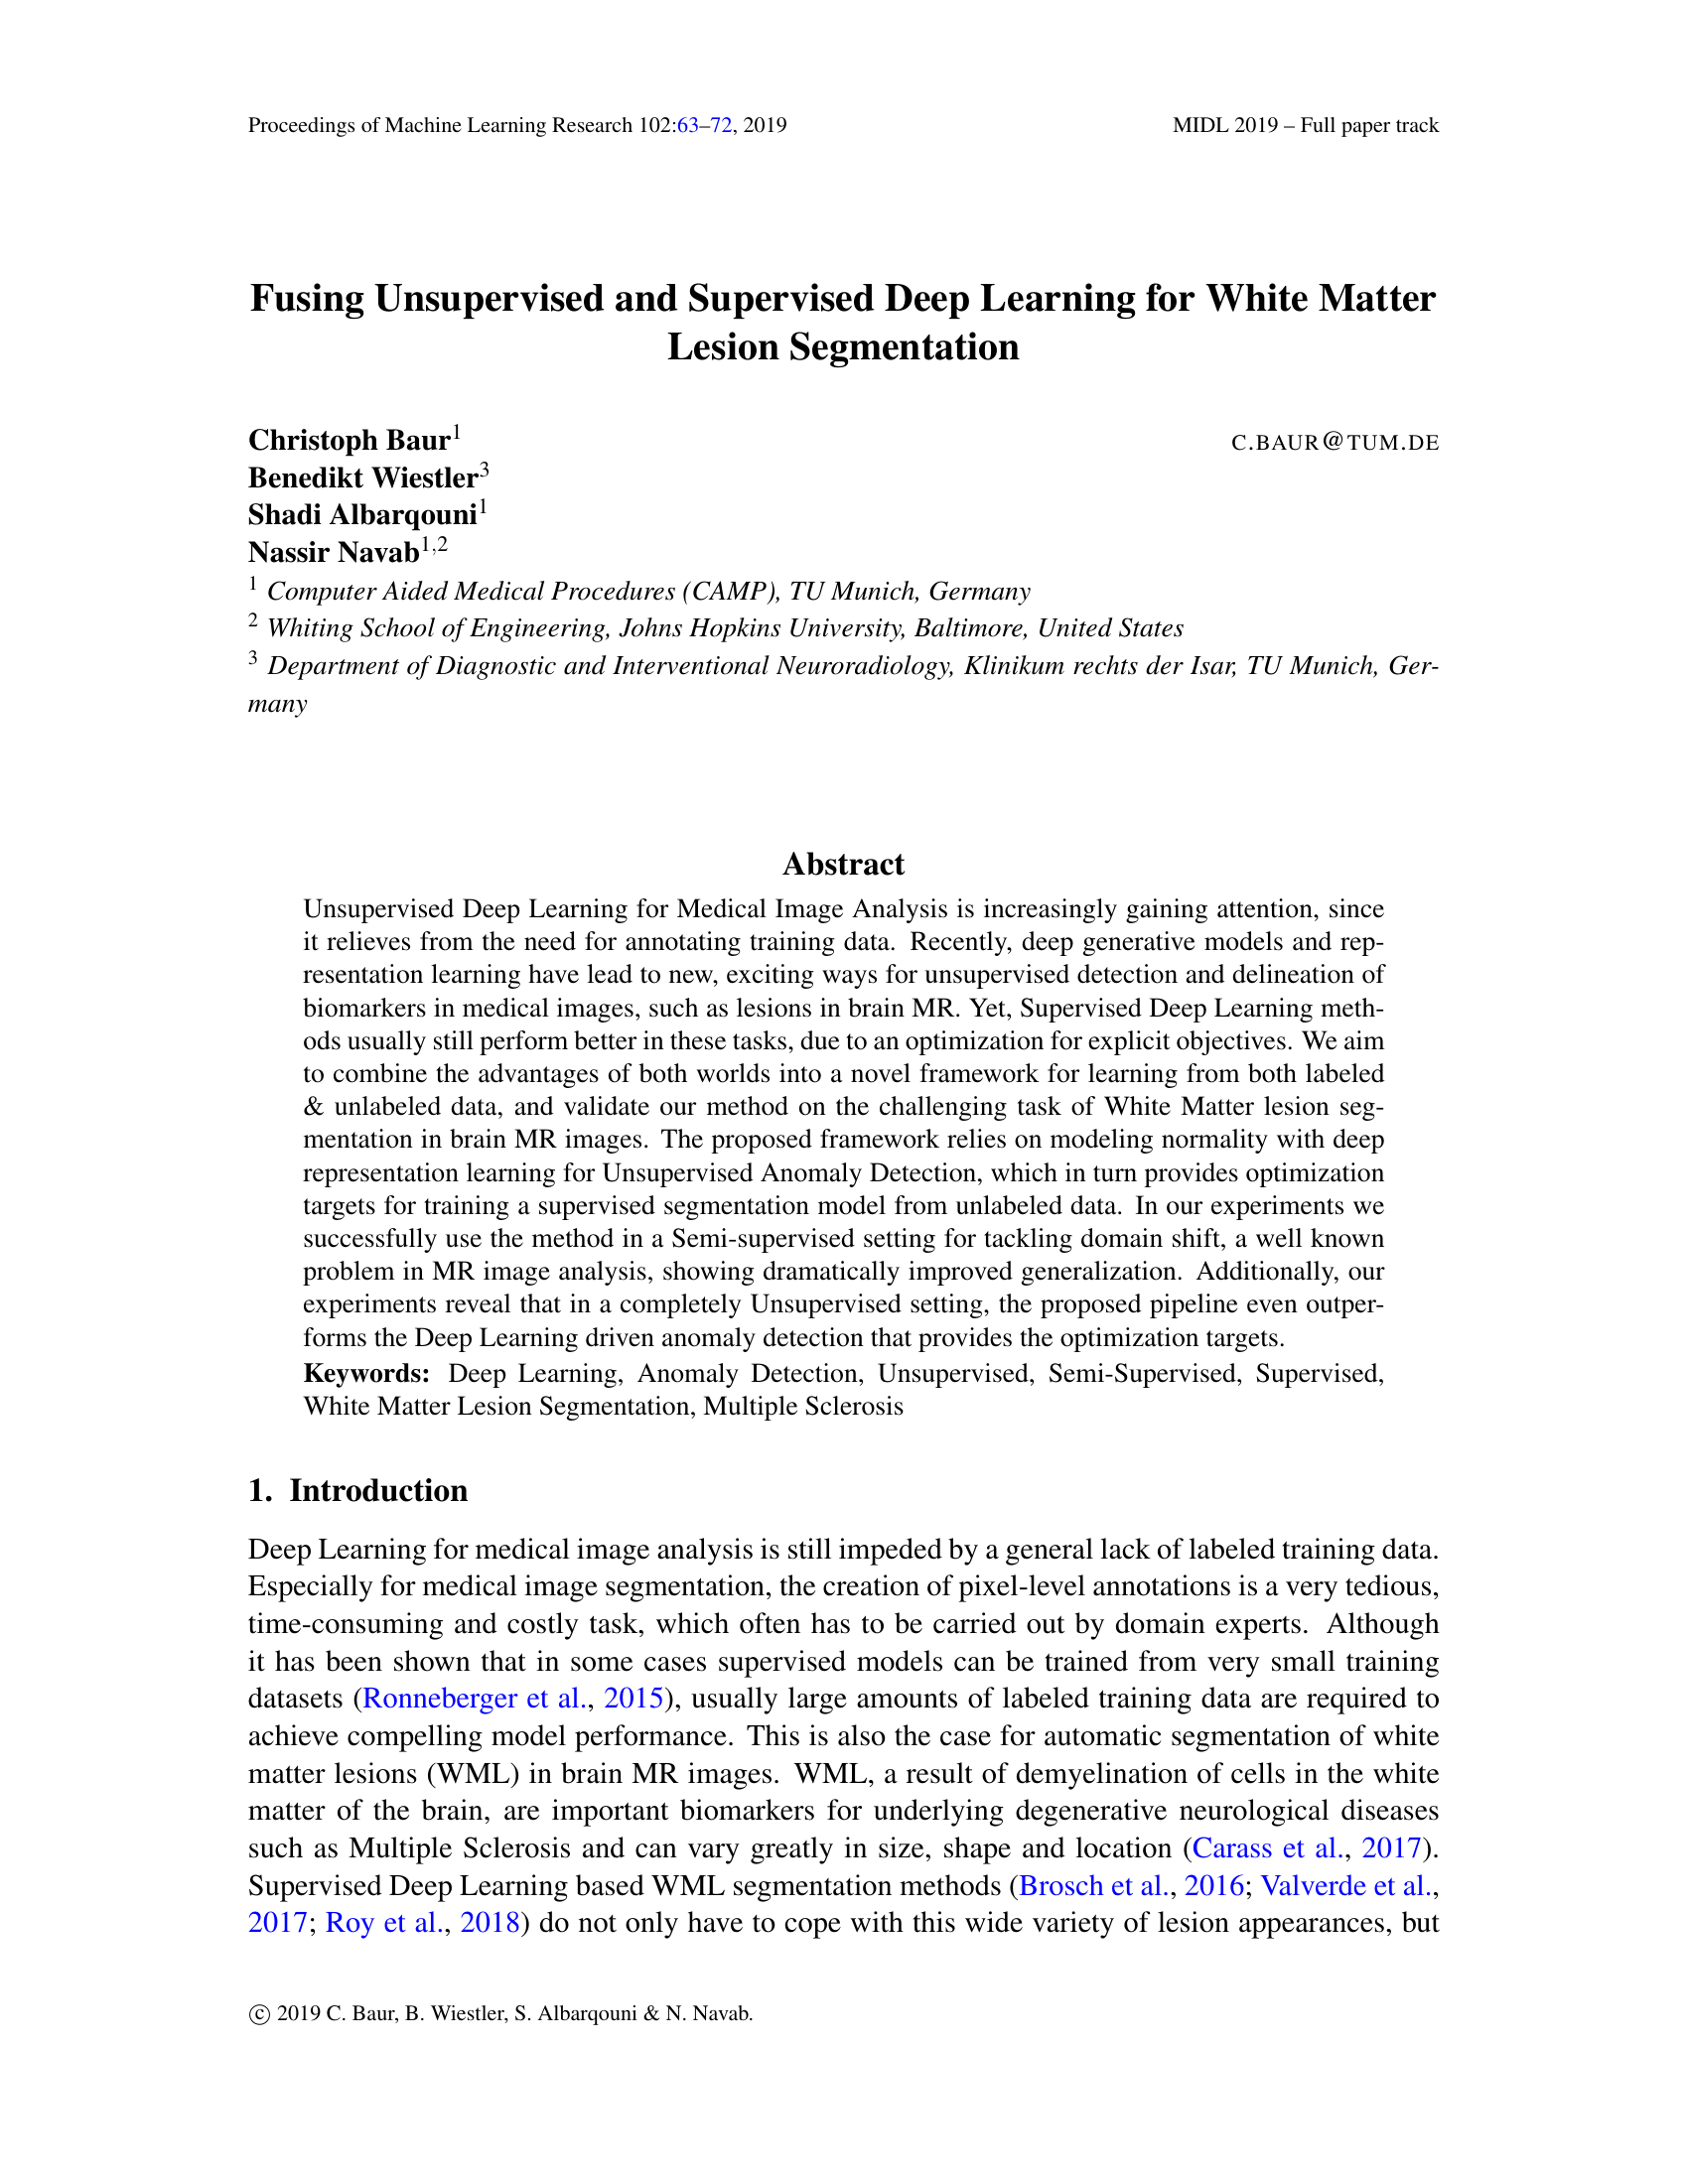 Proceedings of Machine Learning Research 102:63–72, 2019 MIDL 2019 – Full paper track
Fusing Unsupervised and Supervised Deep Learning for White Matter
Lesion Segmentation
Christoph Baur1 C.BAUR@TUM.DE
Benedikt Wiestler3
Shadi Albarqouni1
Nassir Navab1,2
1 Computer Aided Medical Procedures (CAMP), TU Munich, Germany
2 Whiting School of Engineering, Johns Hopkins University, Baltimore, United States
3 Department of Diagnostic and Interventional Neuroradiology, Klinikum rechts der Isar, TU Munich, Ger-
many
Abstract
Unsupervised Deep Learning for Medical Image Analysis is increasingly gaining attention, since
it relieves from the need for annotating training data. Recently, deep generative models and rep-
resentation learning have lead to new, exciting ways for unsupervised detection and delineation of
biomarkers in medical images, such as lesions in brain MR. Yet, Supervised Deep Learning meth-
ods usually still perform better in these tasks, due to an optimization for explicit objectives. We aim
to combine the advantages of both worlds into a novel framework for learning from both labeled
& unlabeled data, and validate our method on the challenging task of White Matter lesion seg-
mentation in brain MR images. The proposed framework relies on modeling normality with deep
representation learning for Unsupervised Anomaly Detection, which in turn provides optimization
targets for training a supervised segmentation model from unlabeled data. In our experiments we
successfully use the method in a Semi-supervised setting for tackling domain shift, a well known
problem in MR image analysis, showing dramatically improved generalization. Additionally, our
experiments reveal that in a completely Unsupervised setting, the proposed pipeline even outper-
forms the Deep Learning driven anomaly detection that provides the optimization targets.
Keywords: Deep Learning, Anomaly Detection, Unsupervised, Semi-Supervised, Supervised,
White Matter Lesion Segmentation, Multiple Sclerosis
1. Introduction
Deep Learning for medical image analysis is still impeded by a general lack of labeled training data.
Especially for medical image segmentation, the creation of pixel-level annotations is a very tedious,
time-consuming and costly task, which often has to be carried out by domain experts. Although
it has been shown that in some cases supervised models can be trained from very small training
datasets (Ronneberger et al., 2015), usually large amounts of labeled training data are required to
achieve compelling model performance. This is also the case for automatic segmentation of white
matter lesions (WML) in brain MR images. WML, a result of demyelination of cells in the white
matter of the brain, are important biomarkers for underlying degenerative neurological diseases
such as Multiple Sclerosis and can vary greatly in size, shape and location (Carass et al., 2017).
Supervised Deep Learning based WML segmentation methods (Brosch et al., 2016; Valverde et al.,
2017; Roy et al., 2018) do not only have to cope with this wide variety of lesion appearances, but
© 2019 C. Baur, B. Wiestler, S. Albarqouni & N. Navab.